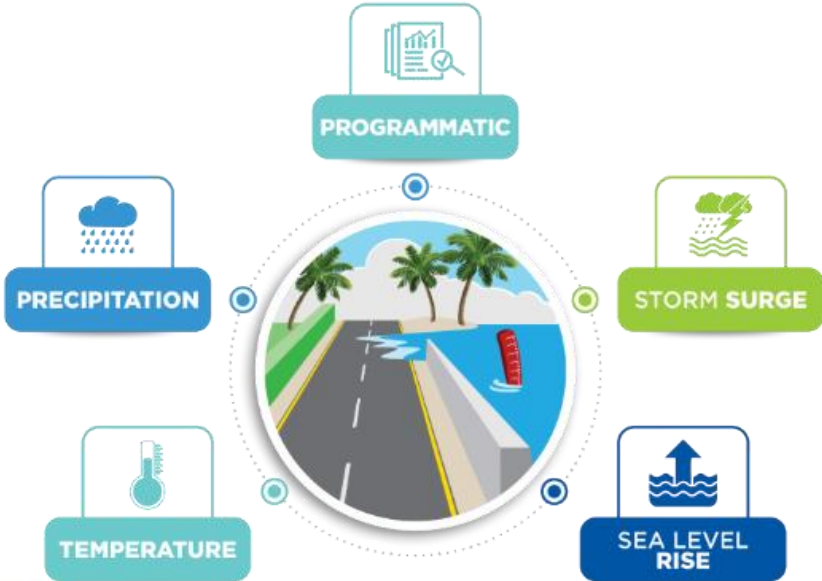 PROGRAMMATIC
PRECIPITATION
STORM SURGE
TEMPERATURE
SEA LEVEL
RISE